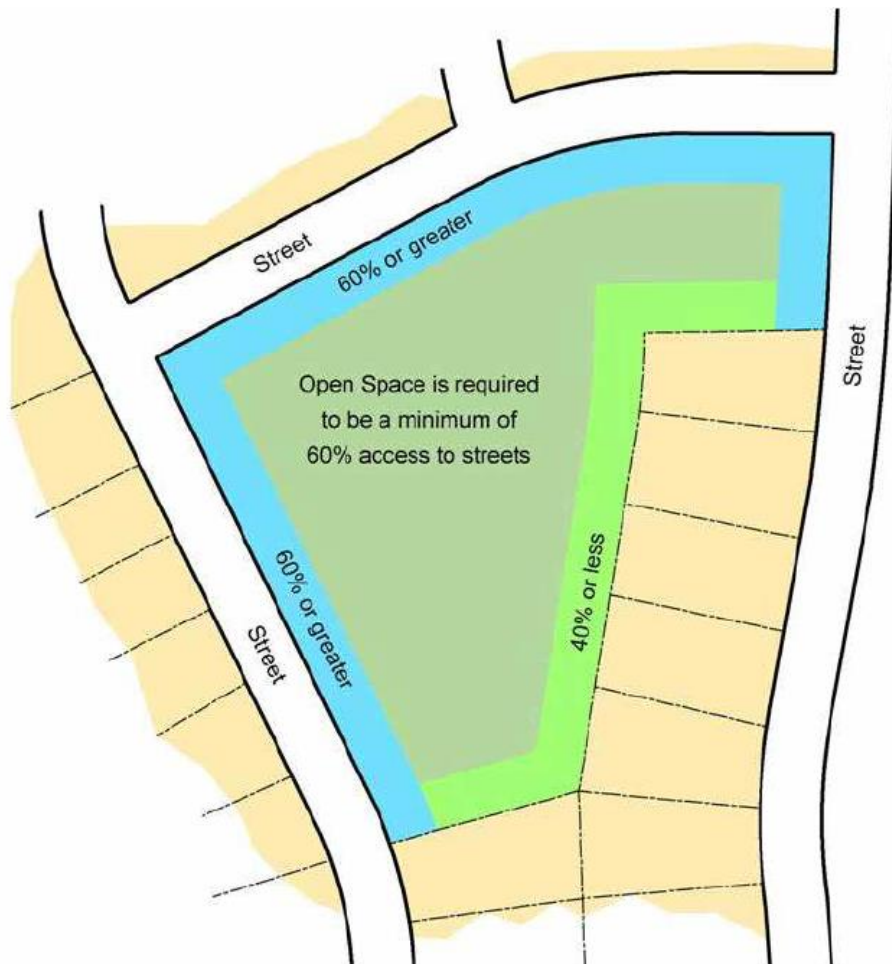 Street
60% or greater
Street
Open Space is required
to be a minimum of
60% access to streets
60% or greater
40% or less
Street